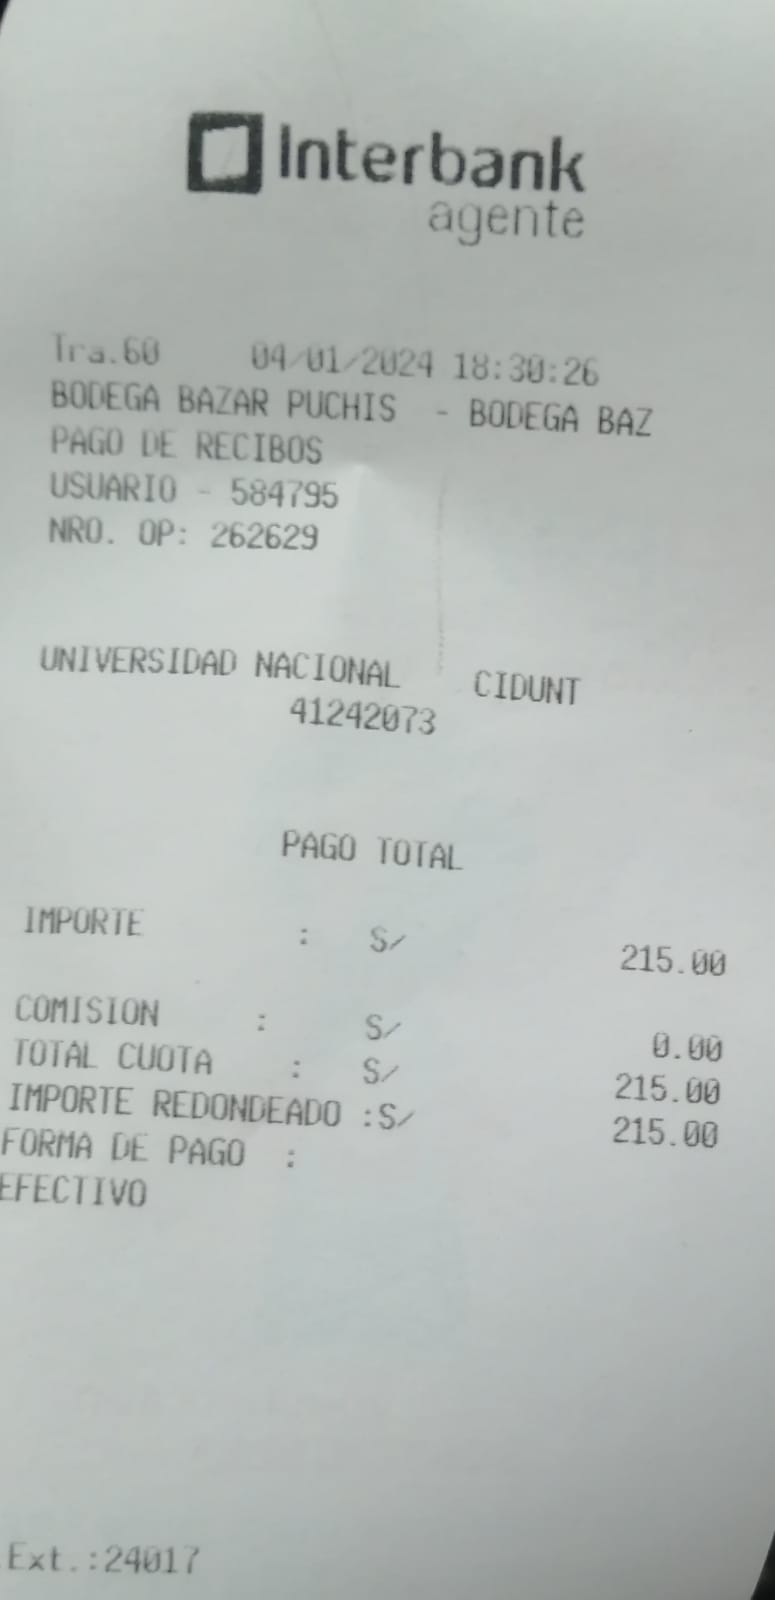 Interbank
agente
Tra.60 04/01/2024 18:30:26
BODEGA BAZAR PUCHIS - BODEGA BAZ
PAGO DE RECIBOS
USUARIO - 584795
NRO. OP: 262629
UNIVERSIDAD NACIONAL CIDUNT
41242073
PAGO TOTAL
IMPORTE : S/ 215.00
COMISION : S/ 0.00
TOTAL CUOTA : S/ 215.00
IMPORTE REDONDEADO :S/ 215.00
FORMA DE PAGO :
EFECTIVO
Ext.:24017